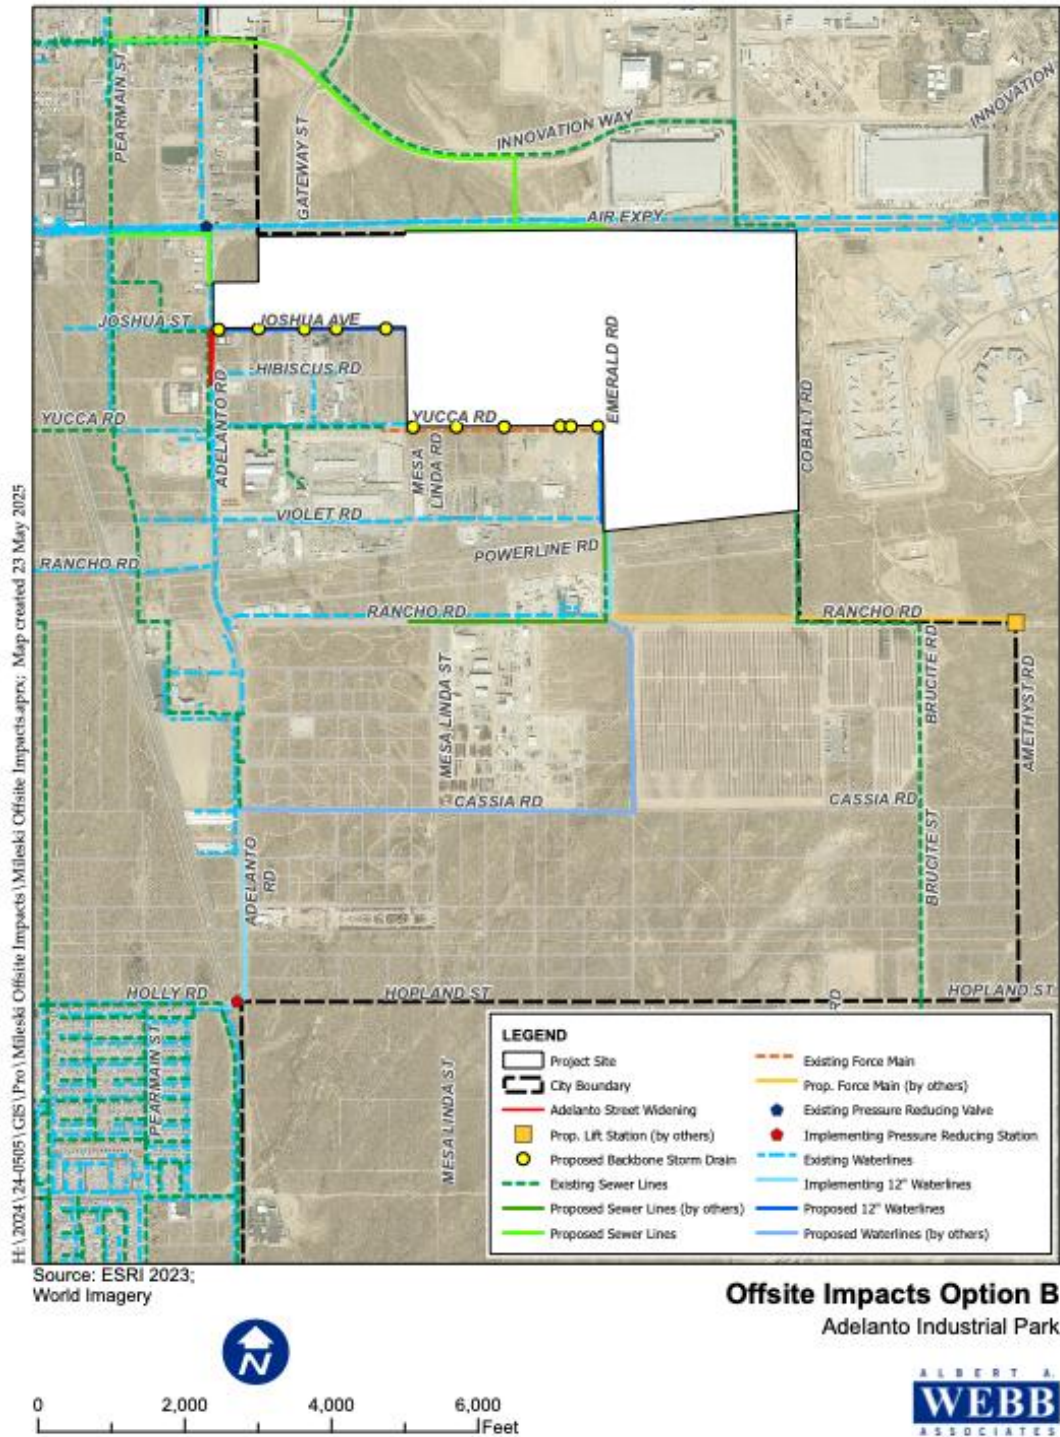 PEARMAIN ST
GATEWAY ST
INNOVATION WAY
INNOVATION
AIR EXPY
JOSHUA ST
JOSHUA AVE
HIBISCUS RD
EMERALD RD
COBALT RD
YUCCA RD
ADELANTO RD
YUCCA RD
MESA
LINDA RD
VIOLET RD
POWERLINE RD
RANCHO RD
RANCHO RD
RANCHO RD
BRUCITE RD
AMETHYST RD
MESA LINDA ST
CASSIA RD
CASSIA RD
BRUCITE ST
ADELANTO
RD
HOLLY RD
HOPLAND ST
HOPLAND ST
RD
PEARMAIN ST
MESA LINDA ST
LEGEND
Project Site
City Boundary
Adelanto Street Widening
Prop. Lift Station (by others)
Proposed Backbone Storm Drain
Existing Sewer Lines
Proposed Sewer Lines (by others)
Proposed Sewer Lines
Existing Force Main
Prop. Force Main (by others)
Existing Pressure Reducing Valve
Implementing Pressure Reducing Station
Existing Waterlines
Implementing 12" Waterlines
Proposed 12" Waterlines
Proposed Waterlines (by others)
H:\2024\24-0505\GIS\Pro\Mileski Offsite Impacts\Mileski Offsite Impacts.aprx; Map created 23 May 2025
Source: ESRI 2023;
World Imagery
Offsite Impacts Option B
Adelanto Industrial Park
N
0 2,000 4,000 6,000
Feet
ALBERT A.
WEBB
ASSOCIATES